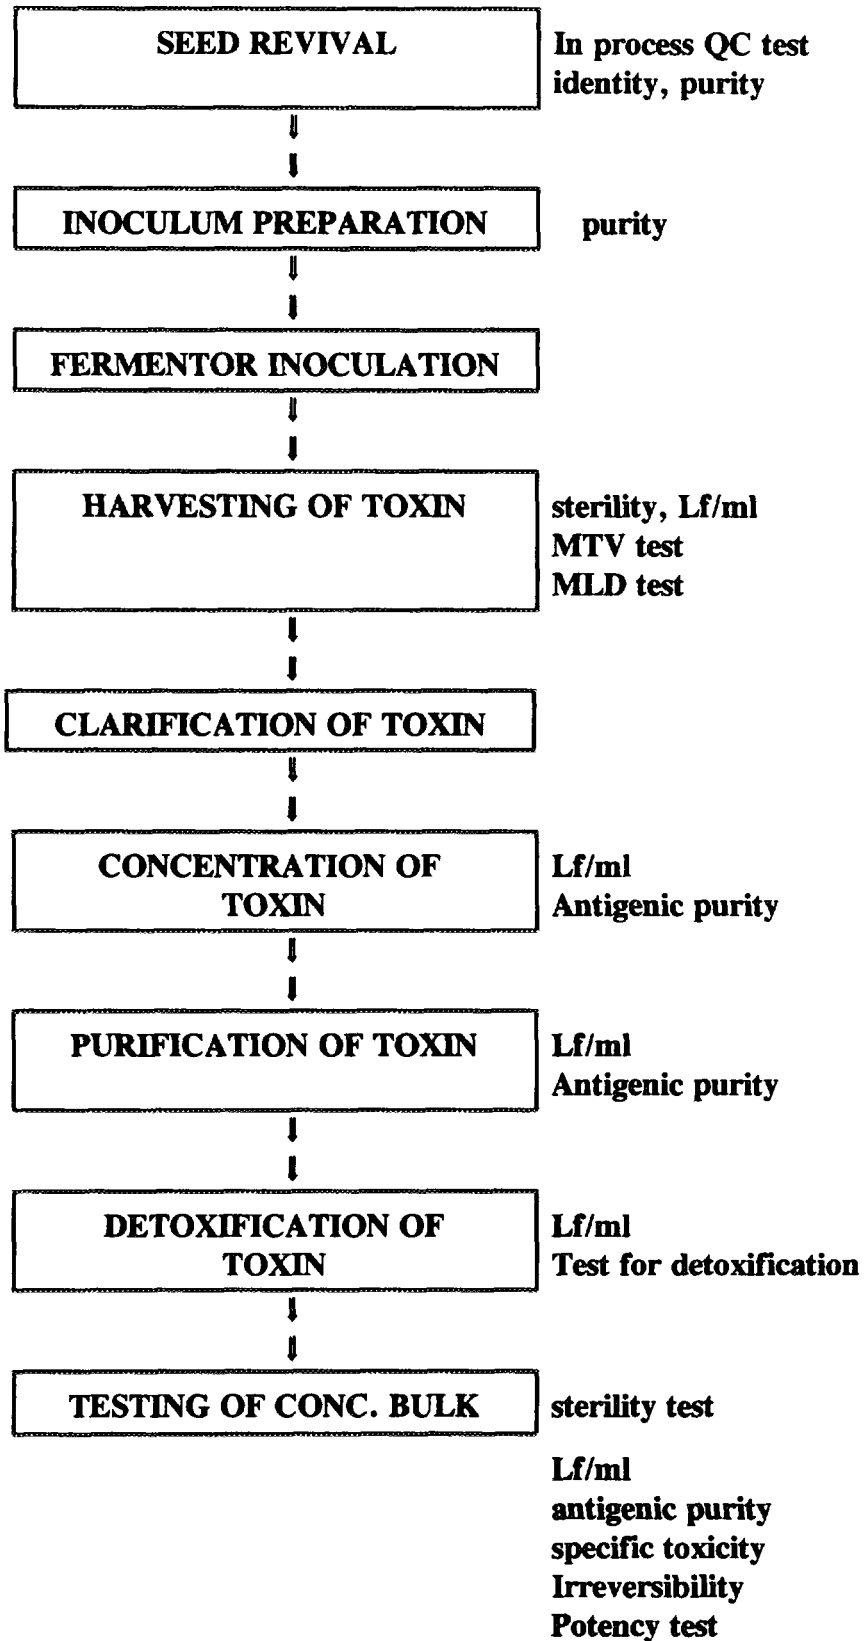 SEED REVIVAL
In process QC test
identity, purity
INOCULUM PREPARATION
purity
FERMENTOR INOCULATION
HARVESTING OF TOXIN
sterility, Lf/ml
MTV test
MLD test
CLARIFICATION OF TOXIN
CONCENTRATION OF
TOXIN
Lf/ml
Antigenic purity
PURIFICATION OF TOXIN
Lf/ml
Antigenic purity
DETOXIFICATION OF
TOXIN
Lf/ml
Test for detoxification
TESTING OF CONC. BULK
sterility test
Lf/ml
antigenic purity
specific toxicity
Irreversibility
Potency test